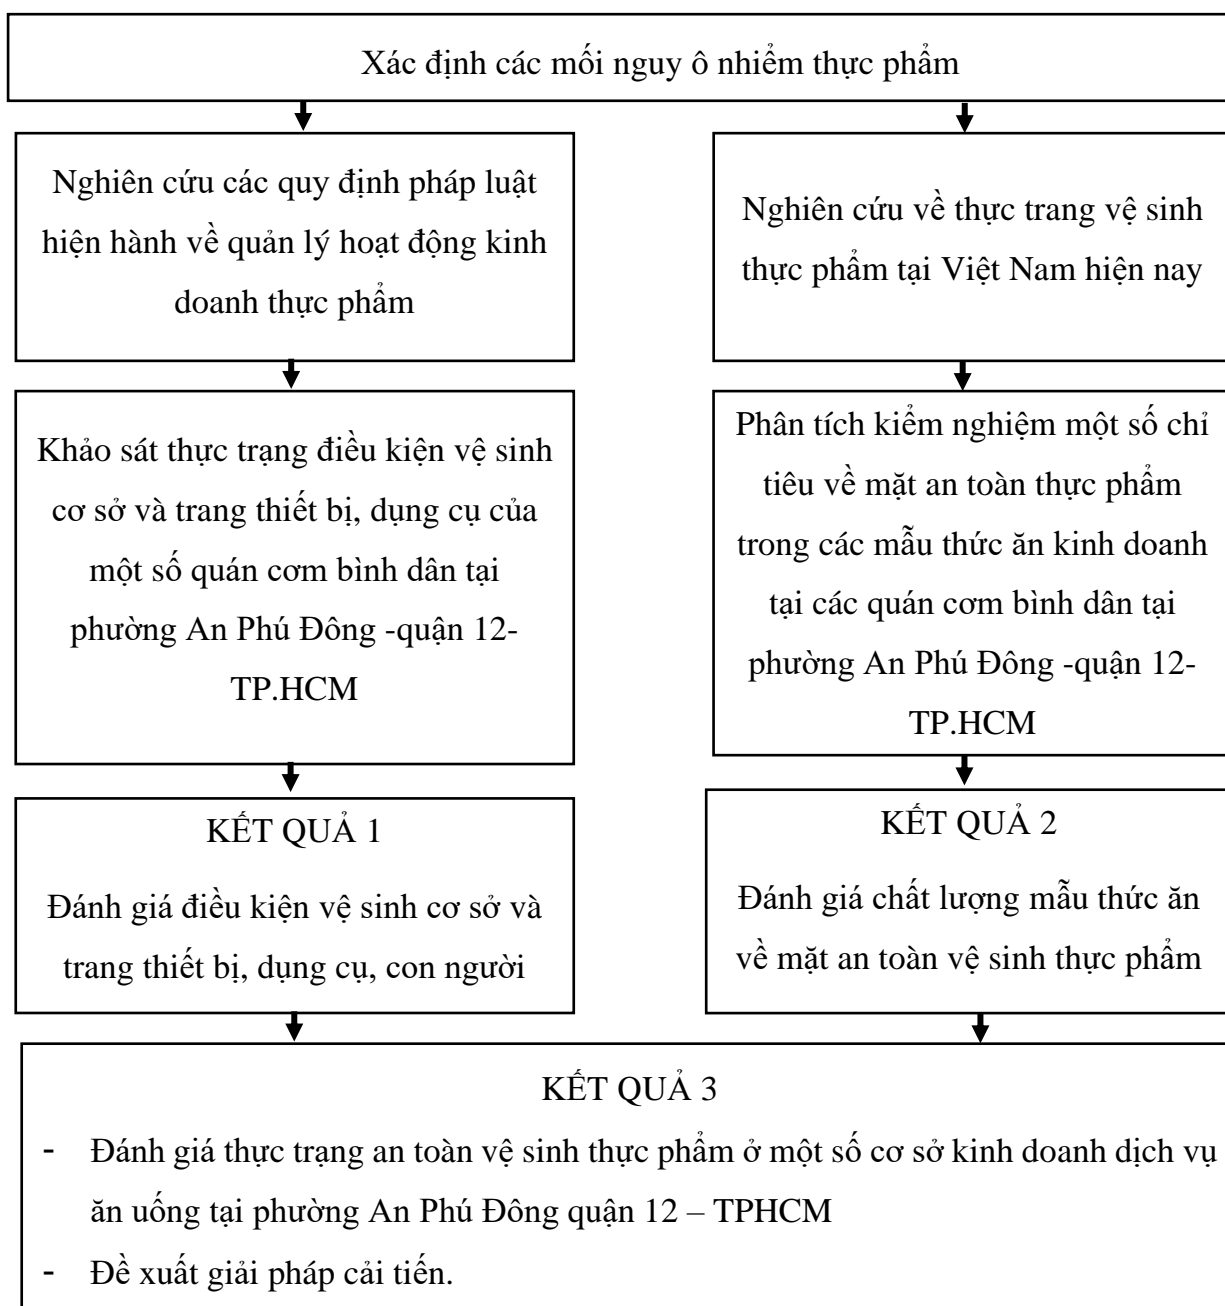 Xác định các mối nguy ô nhiểm thực phẩm
Nghiên cứu các quy định pháp luật
hiện hành về quản lý hoạt động kinh
doanh thực phẩm
Nghiên cứu về thực trạng vệ sinh
thực phẩm tại Việt Nam hiện nay
Khảo sát thực trạng điều kiện vệ sinh
cơ sở và trang thiết bị, dụng cụ của
một số quán cơm bình dân tại
phường An Phú Đông -quận 12-
TP.HCM
Phân tích kiểm nghiệm một số chỉ
tiêu về mặt an toàn thực phẩm
trong các mẫu thức ăn kinh doanh
tại các quán cơm bình dân tại
phường An Phú Đông -quận 12-
TP.HCM
KẾT QUẢ 1
Đánh giá điều kiện vệ sinh cơ sở và
trang thiết bị, dụng cụ, con người
KẾT QUẢ 2
Đánh giá chất lượng mẫu thức ăn
về mặt an toàn vệ sinh thực phẩm
KẾT QUẢ 3
- Đánh giá thực trạng an toàn vệ sinh thực phẩm ở một số cơ sở kinh doanh dịch vụ
ăn uống tại phường An Phú Đông quận 12 – TPHCM
- Đề xuất giải pháp cải tiến.